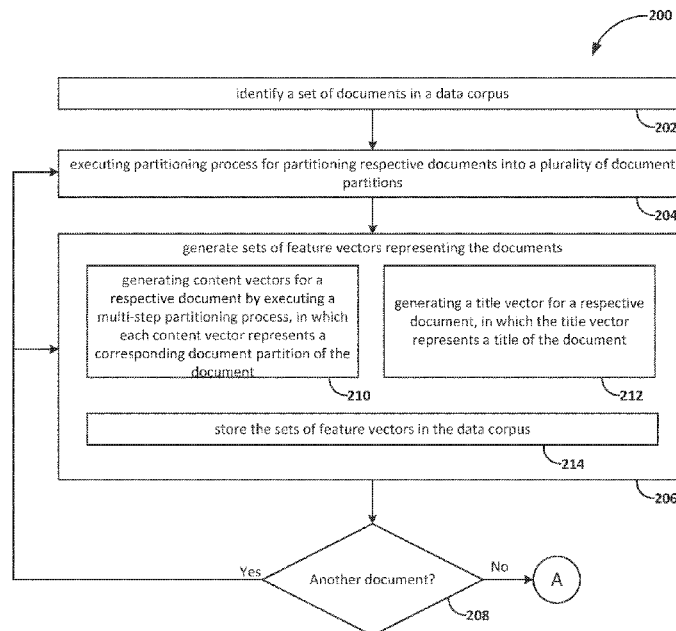 200
identify a set of documents in a data corpus
202
executing partitioning process for partitioning respective documents into a plurality of document
partitions
204
generate sets of feature vectors representing the documents
generating content vectors for a
respective document by executing a
multi-step partitioning process, in which
each content vector represents a
corresponding document partition of the
document
210
generating a title vector for a respective
document, in which the title vector
represents a title of the document
212
store the sets of feature vectors in the data corpus
214
206
Yes
Another document?
No
A
208